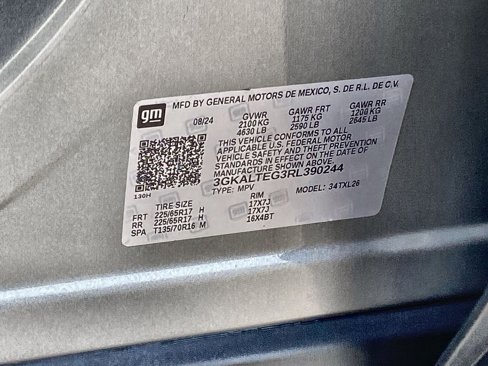 gm
MFD BY GENERAL MOTORS DE MEXICO, S. DE R.L. DE C.V.
08/24 GVWR GAWR FRT GAWR RR
2100 KG 1175 KG 1200 KG
4630 LB 2590 LB 2645 LB
THIS VEHICLE CONFORMS TO ALL
APPLICABLE U.S. FEDERAL MOTOR
VEHICLE SAFETY AND THEFT PREVENTION
STANDARDS IN EFFECT ON THE DATE OF
MANUFACTURE SHOWN ABOVE.
3GKALTEG3RL390244
130H TYPE: MPV MODEL: 34TXL26
TIRE SIZE RIM
FRT 225/65R17 H 17X7J
RR 225/65R17 H 17X7J
SPA T135/70R16 M 16X4BT